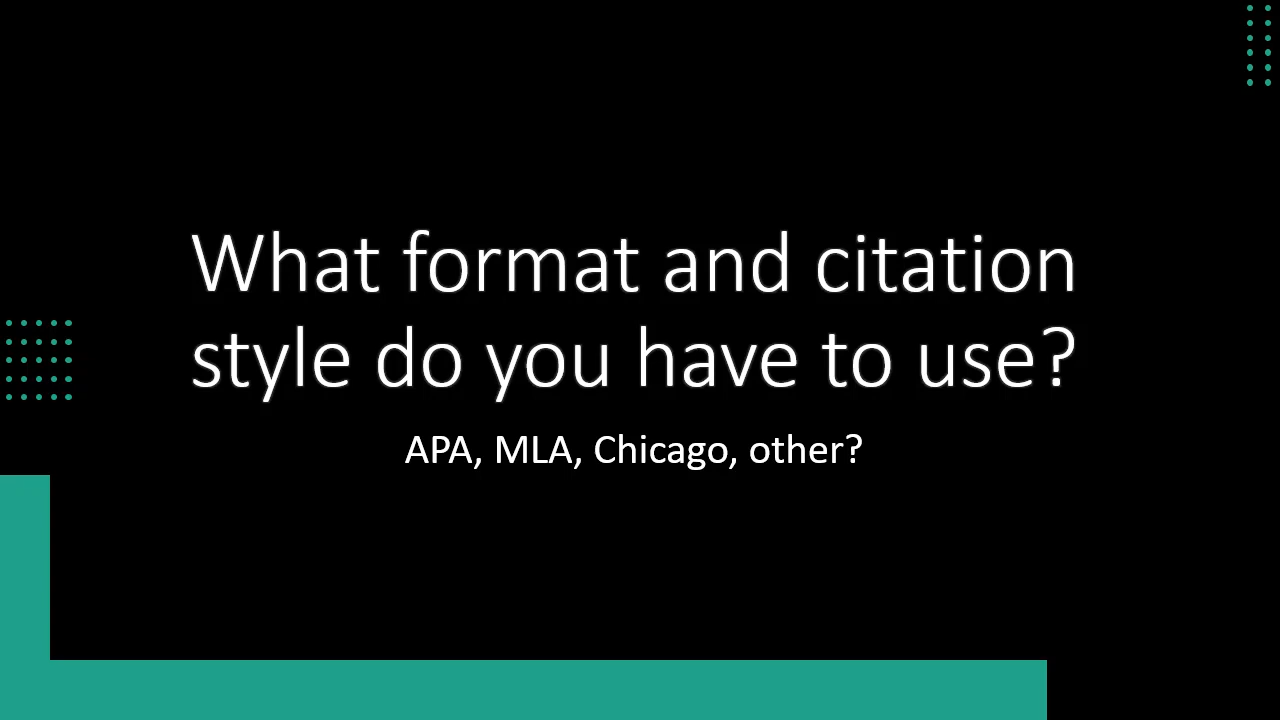 What format and citation
style do you have to use?
APA, MLA, Chicago, other?